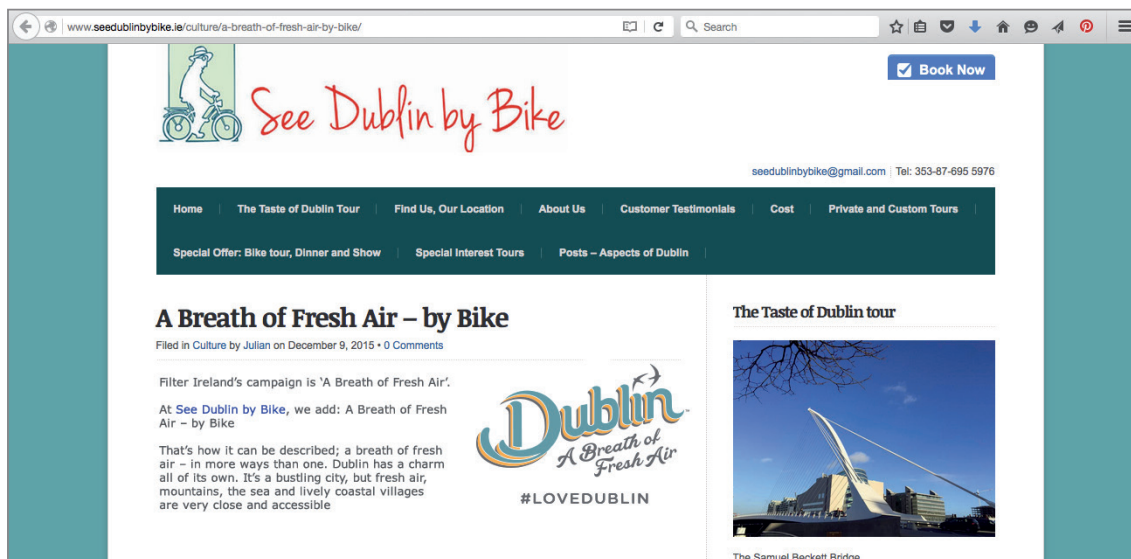 www.seedublinbybike.ie/culture/a-breath-of-fresh-air-by-bike/
Search
Book Now
See Dublin by Bike
seedublinbybike@gmail.com | Tel: 353-87-695 5976
Home | The Taste of Dublin Tour | Find Us, Our Location | About Us | Customer Testimonials | Cost | Private and Custom Tours |
Special Offer: Bike tour, Dinner and Show | Special Interest Tours | Posts – Aspects of Dublin |
A Breath of Fresh Air – by Bike
Filed in Culture by Julian on December 9, 2015 • 0 Comments
Filter Ireland's campaign is 'A Breath of Fresh Air'.
At See Dublin by Bike, we add: A Breath of Fresh
Air – by Bike
That's how it can be described; a breath of fresh
air – in more ways than one. Dublin has a charm
all of its own. It's a bustling city, but fresh air,
mountains, the sea and lively coastal villages
are very close and accessible
Dublin™
A Breath of
Fresh Air
#LOVEDUBLIN
The Taste of Dublin tour
The Samuel Beckett Bridge